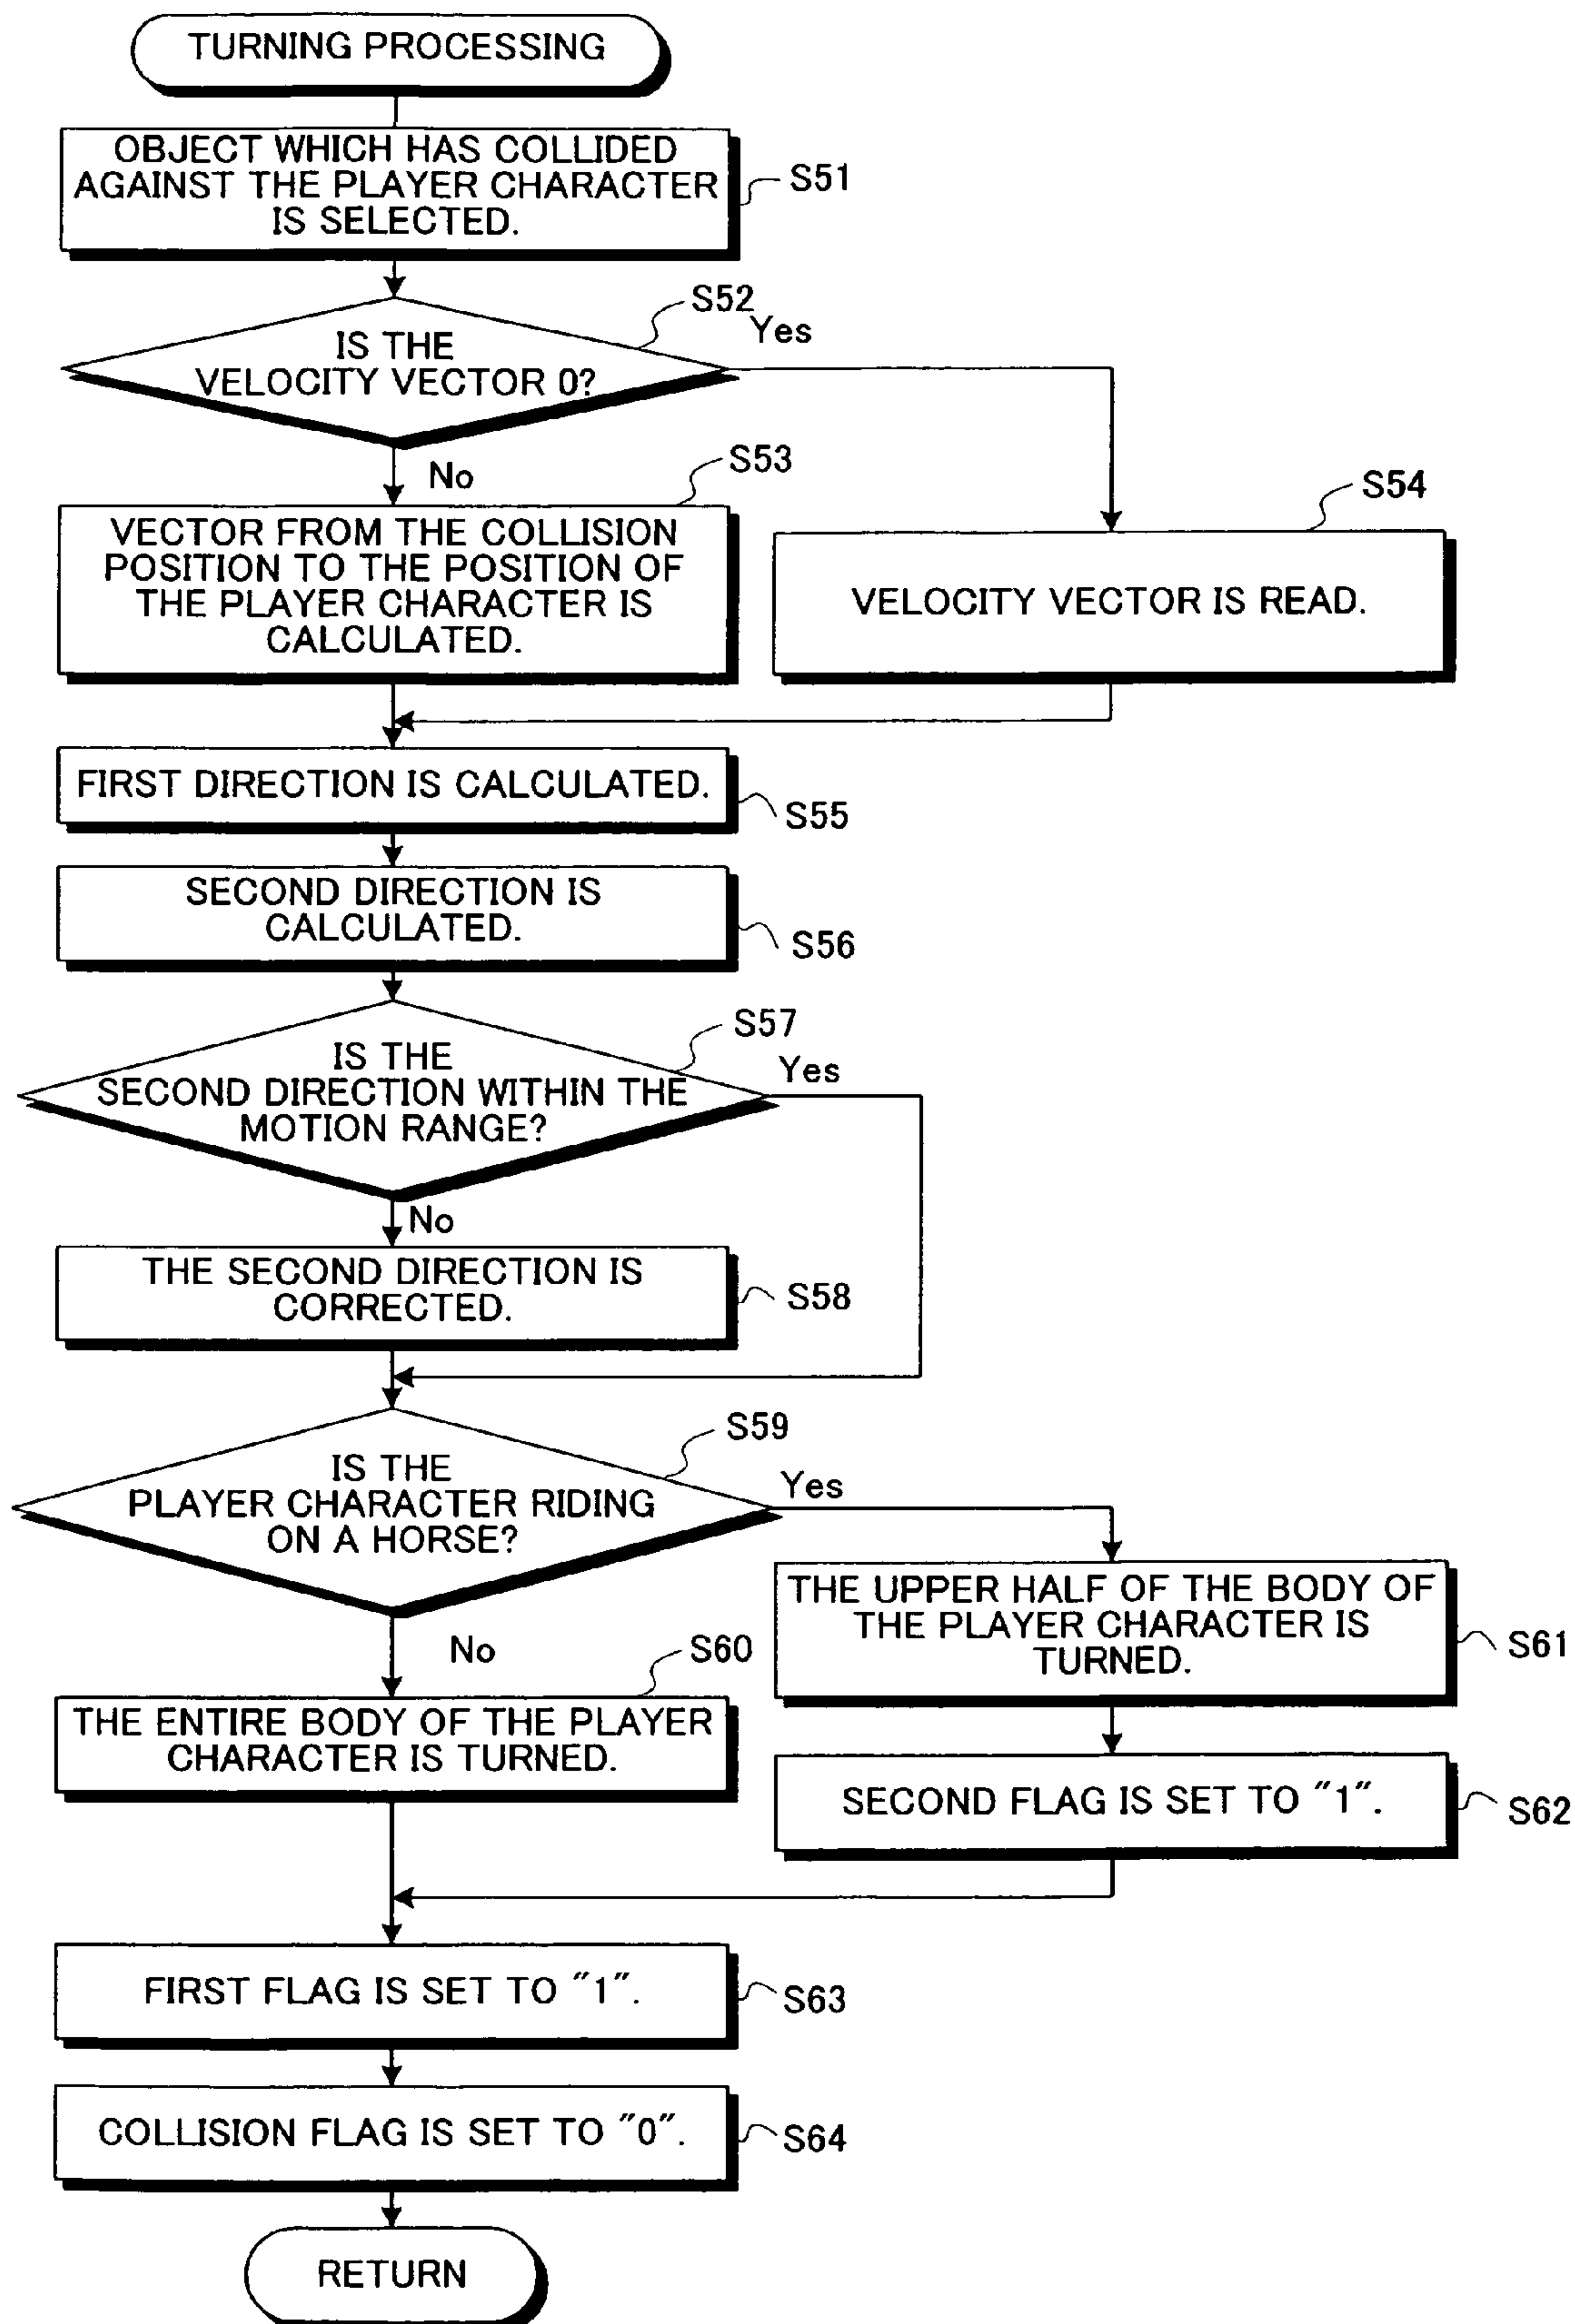 TURNING PROCESSING
OBJECT WHICH HAS COLLIDED
AGAINST THE PLAYER CHARACTER
IS SELECTED.
S51
S52
IS THE
VELOCITY VECTOR 0?
Yes
No
S53
VECTOR FROM THE COLLISION
POSITION TO THE POSITION OF
THE PLAYER CHARACTER IS
CALCULATED.
S54
VELOCITY VECTOR IS READ.
FIRST DIRECTION IS CALCULATED.
S55
SECOND DIRECTION IS
CALCULATED.
S56
S57
IS THE
SECOND DIRECTION WITHIN THE
MOTION RANGE?
Yes
No
THE SECOND DIRECTION IS
CORRECTED.
S58
S59
IS THE
PLAYER CHARACTER RIDING
ON A HORSE?
Yes
No
S60
THE ENTIRE BODY OF THE PLAYER
CHARACTER IS TURNED.
THE UPPER HALF OF THE BODY OF
THE PLAYER CHARACTER IS
TURNED.
S61
SECOND FLAG IS SET TO "1".
S62
FIRST FLAG IS SET TO "1".
S63
COLLISION FLAG IS SET TO "0".
S64
RETURN